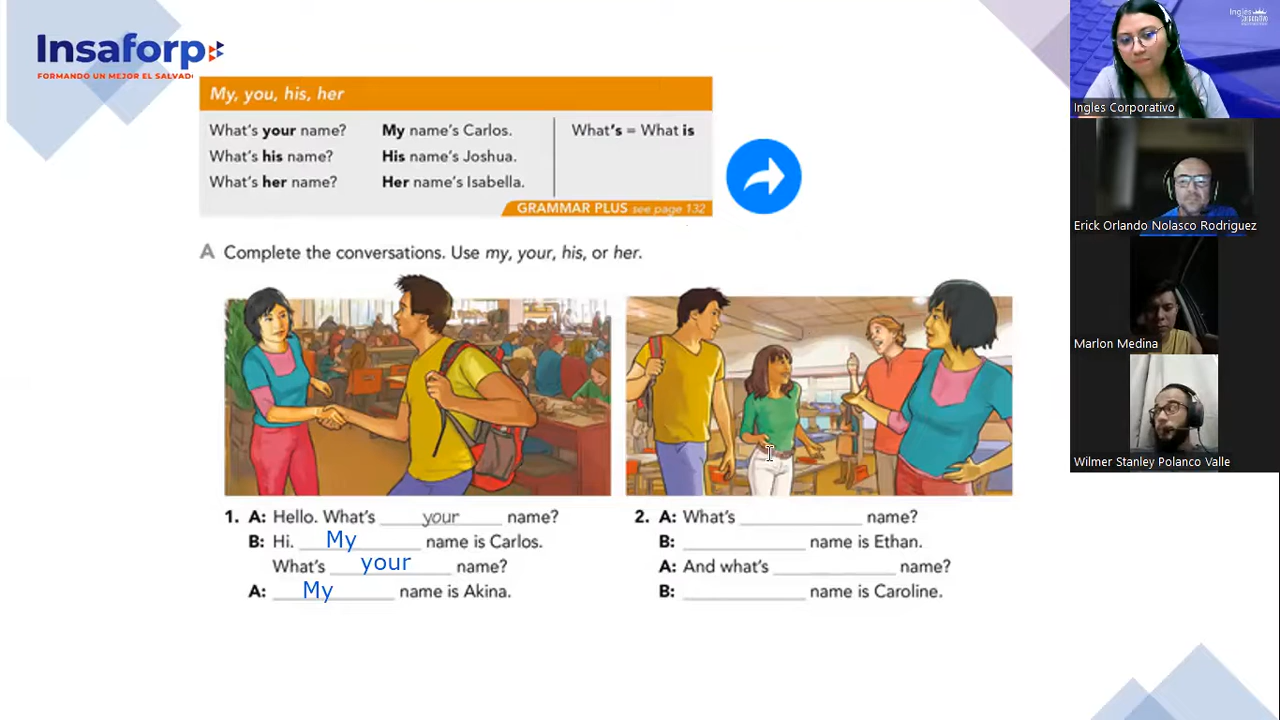 Insaforp
FORMANDO UN MEJOR EL SALVADO
My, you, his, her
What's your name? My name's Carlos. What's = What is
What's his name? His name's Joshua.
What's her name? Her name's Isabella.
GRAMMAR PLUS see page 132
A Complete the conversations. Use my, your, his, or her.
1. A: Hello. What's your name?
B: Hi. My name is Carlos.
What's your name?
A: My name is Akina.
2. A: What's name?
B: name is Ethan.
A: And what's name?
B: name is Caroline.
Ingles Corporativo
Erick Orlando Nolasco Rodriguez
Marlon Medina
Wilmer Stanley Polanco Valle